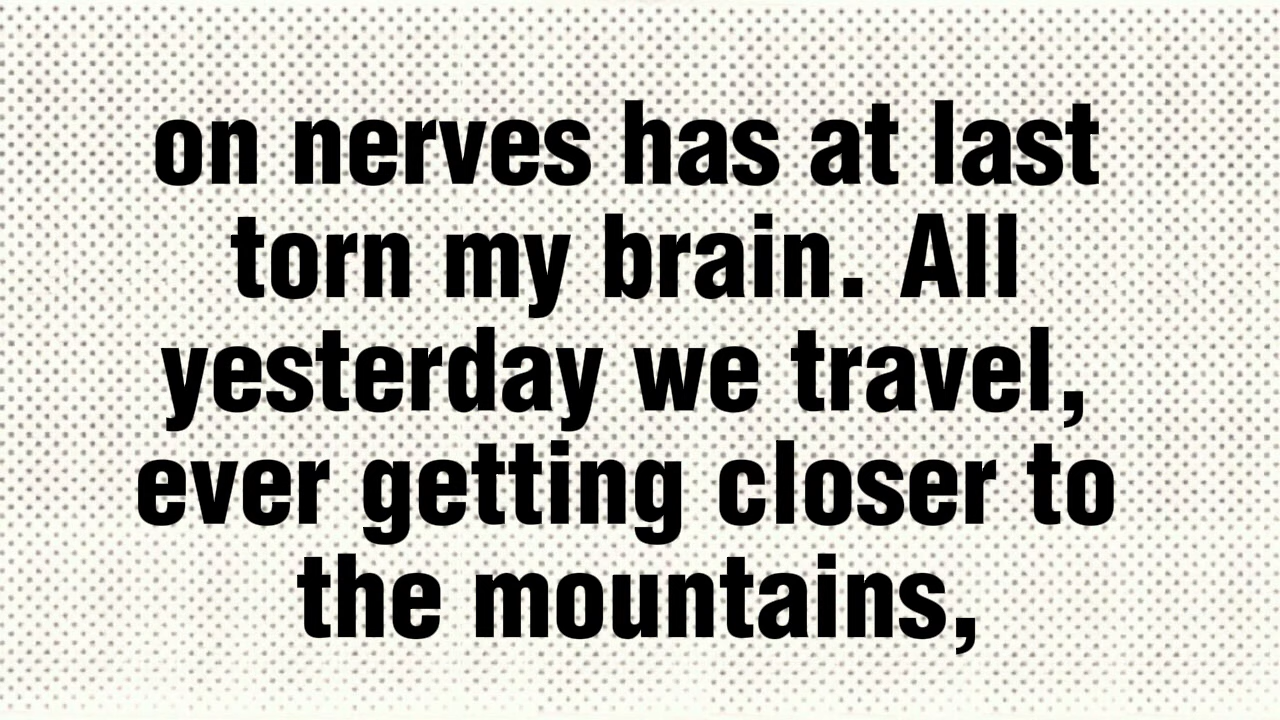 on nerves has at last
torn my brain. All
yesterday we travel,
ever getting closer to
the mountains,